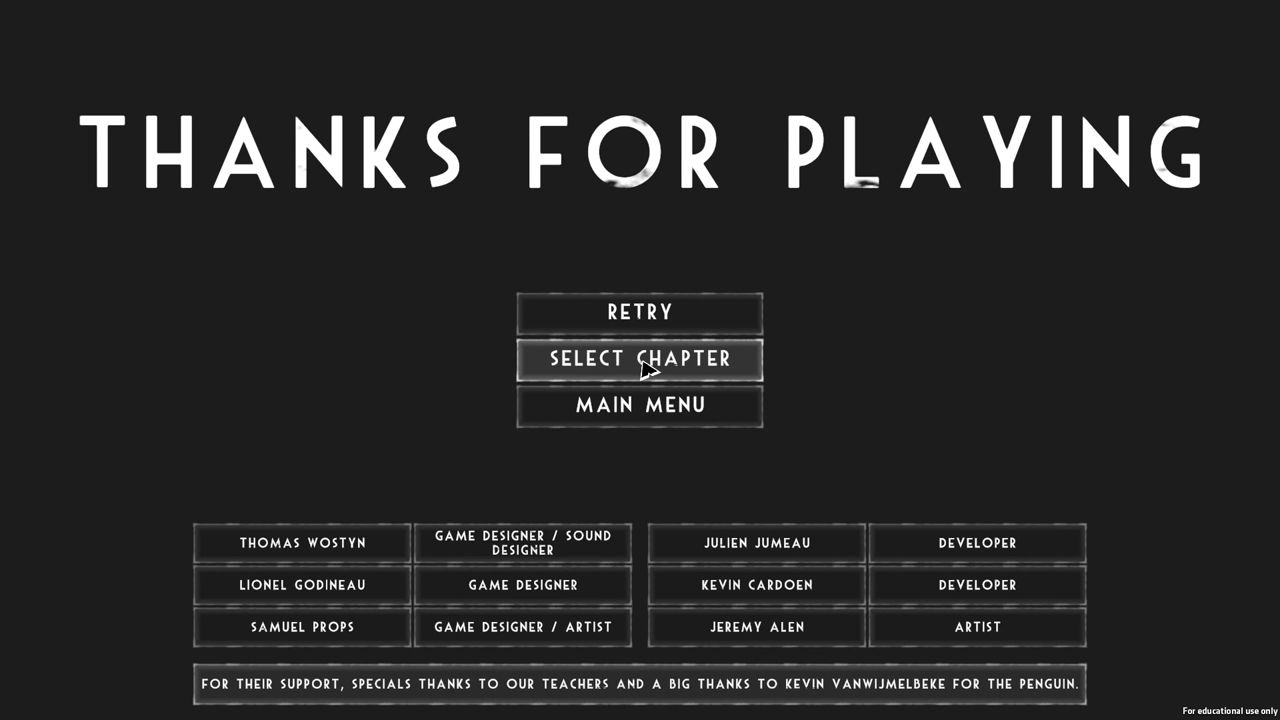 THANKS FOR PLAYING
RETRY
SELECT CHAPTER
MAIN MENU
THOMAS WOSTYN
GAME DESIGNER / SOUND
DESIGNER
LIONEL GODINEAU
GAME DESIGNER
SAMUEL PROPS
GAME DESIGNER / ARTIST
JULIEN JUMEAU
DEVELOPER
KEVIN CARDOEN
DEVELOPER
JEREMY ALEN
ARTIST
FOR THEIR SUPPORT, SPECIALS THANKS TO OUR TEACHERS AND A BIG THANKS TO KEVIN VANWIJMELBEKE FOR THE PENGUIN.
For educational use only